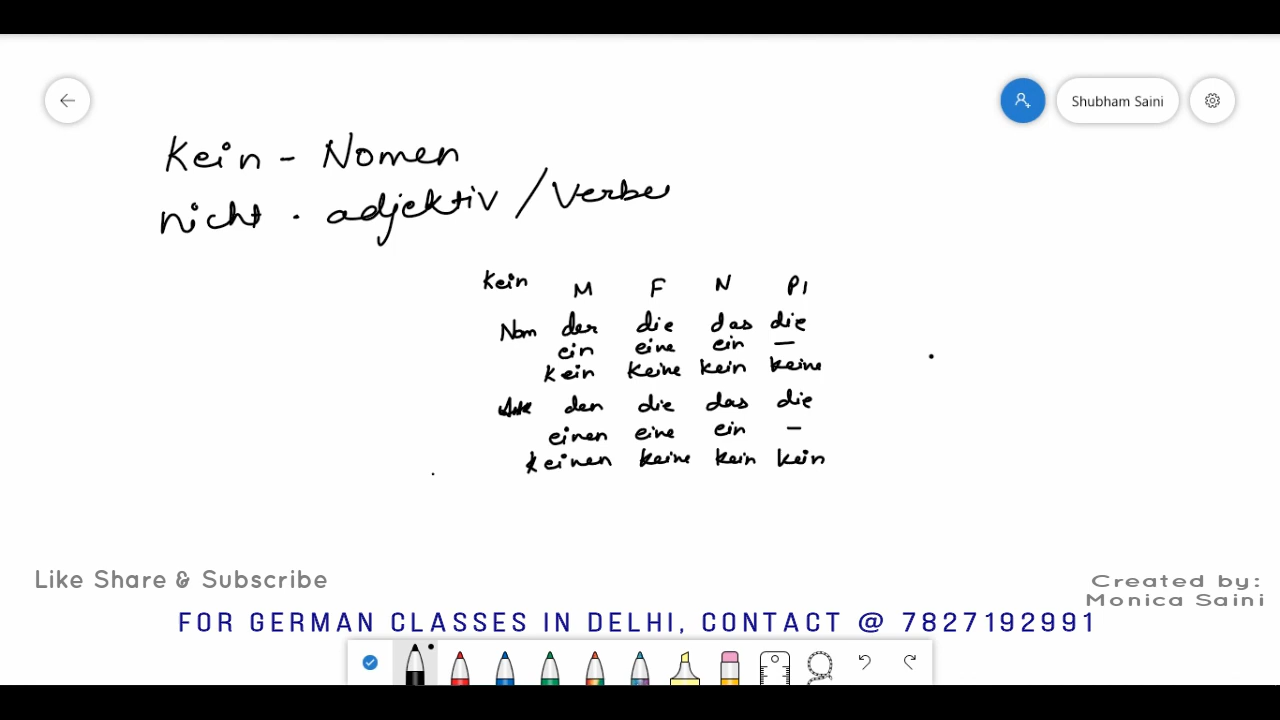 Shubham Saini
Kein - Nomen
nicht . adjektiv / Verbe
Kein M F N Pl
Nom der die das die
ein eine ein —
Kein Keine kein keine
Akk den die das die
einen eine ein —
Keinen keine kein kein
Like Share & Subscribe
Created by:
Monica Saini
FOR GERMAN CLASSES IN DELHI, CONTACT @ 7827192991